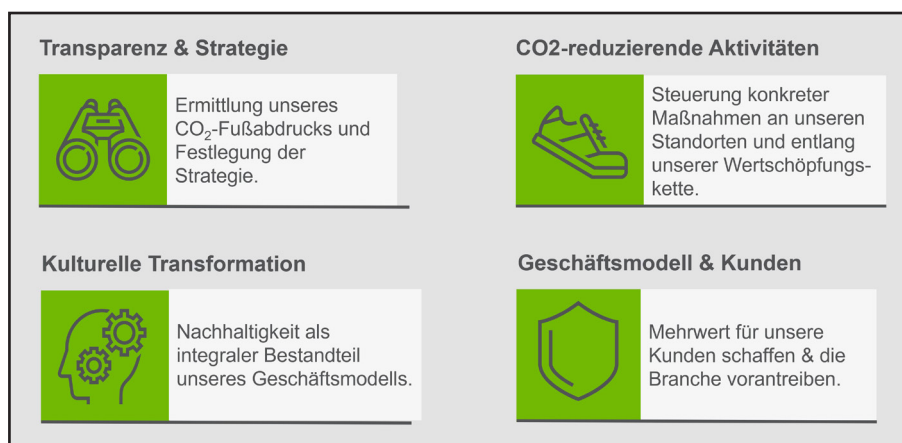 Transparenz & Strategie
Ermittlung unseres
CO₂-Fußabdrucks und
Festlegung der
Strategie.
CO2-reduzierende Aktivitäten
Steuerung konkreter
Maßnahmen an unseren
Standorten und entlang
unserer Wertschöpfungs-
kette.
Kulturelle Transformation
Nachhaltigkeit als
integraler Bestandteil
unseres Geschäftsmodells.
Geschäftsmodell & Kunden
Mehrwert für unsere
Kunden schaffen & die
Branche vorantreiben.